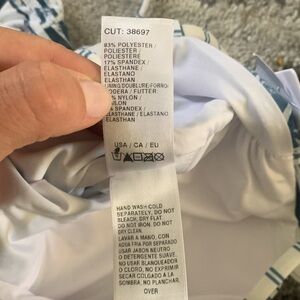 CUT: 38697
83% POLYESTER /
POLIESTER /
POLIESTERE
17% SPANDEX /
ELASTHANE /
ELASTANO
ELASTHAN
LINING/DOUBLURE/FORRO/
FODERA / FUTTER
% NYLON /
NYLON
% SPANDEX /
ELASTHANE / ELASTANO
ELASTHAN
USA / CA / EU
HAND WASH COLD
SEPARATELY, DO NOT
BLEACH, DRY FLAT.
DO NOT IRON. DO NOT
DRY CLEAN.
LAVAR A MANO, CON
AGUA FRIA POR SEPARADO
USAR JABON NEUTRO
O DETERGENTE SUAVE.
NO USAR BLANQUEADOR
O CLORO, NO EXPRIMIR
SECAR A LA SOMBRA,
NO PLANCHAR.
OVER